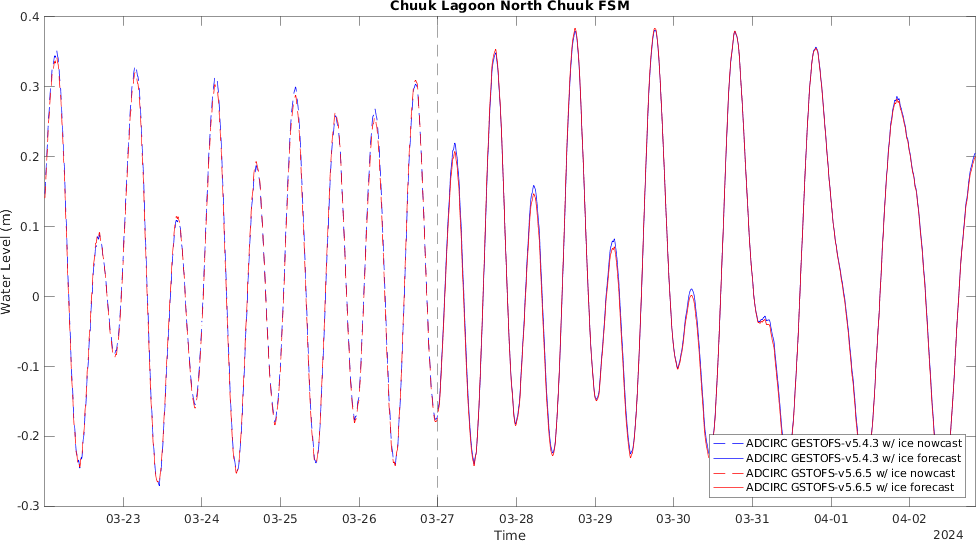 Chuuk Lagoon North Chuuk FSM
0.4
0.3
0.2
0.1
0
-0.1
-0.2
-0.3
Water Level (m)
ADCIRC GESTOFS-v5.4.3 w/ ice nowcast
ADCIRC GESTOFS-v5.4.3 w/ ice forecast
ADCIRC GSTOFS-v5.6.5 w/ ice nowcast
ADCIRC GSTOFS-v5.6.5 w/ ice forecast
03-23 03-24 03-25 03-26 03-27 03-28 03-29 03-30 03-31 04-01 04-02
Time
2024